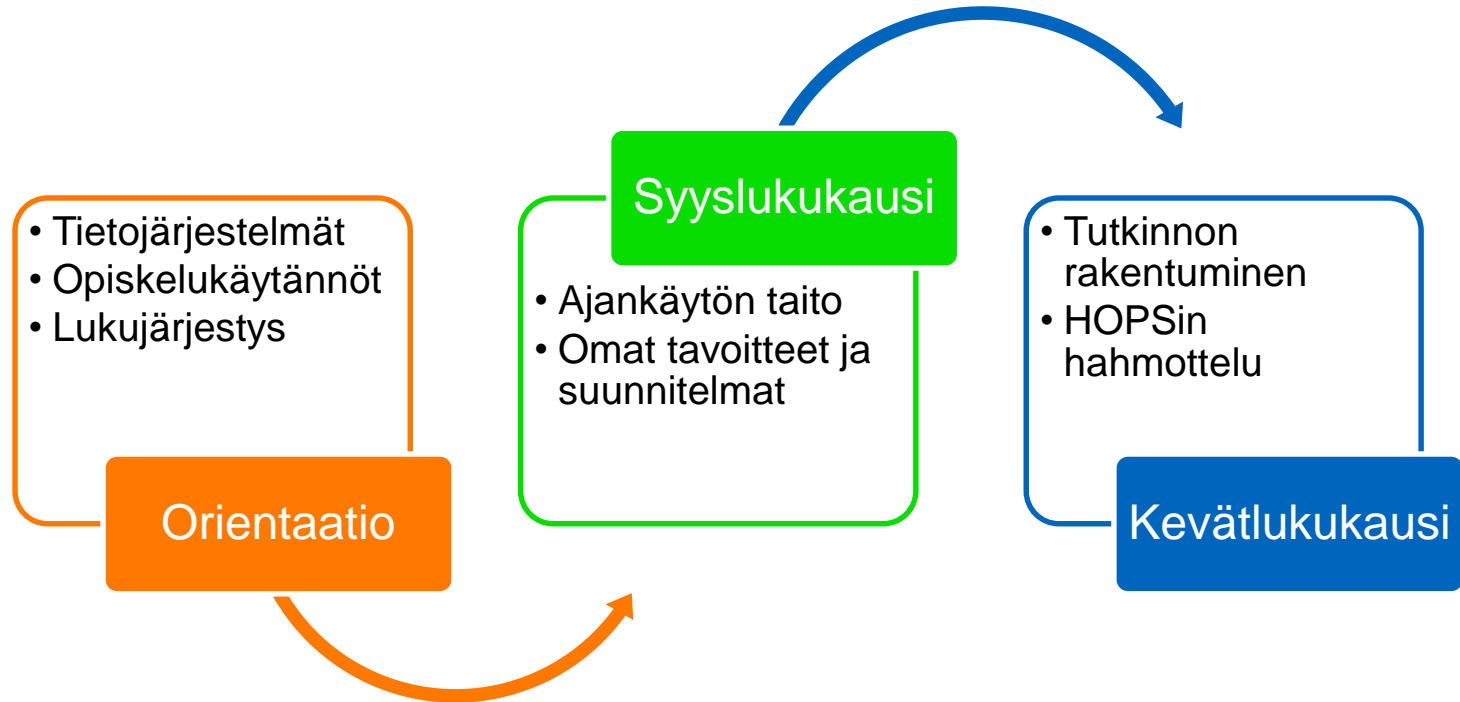 • Tietojärjestelmät
• Opiskelukäytännöt
• Lukujärjestys
Orientaatio
Syyslukukausi
• Ajankäytön taito
• Omat tavoitteet ja
suunnitelmat
• Tutkinnon
rakentuminen
• HOPSin
hahmottelu
Kevätlukukausi